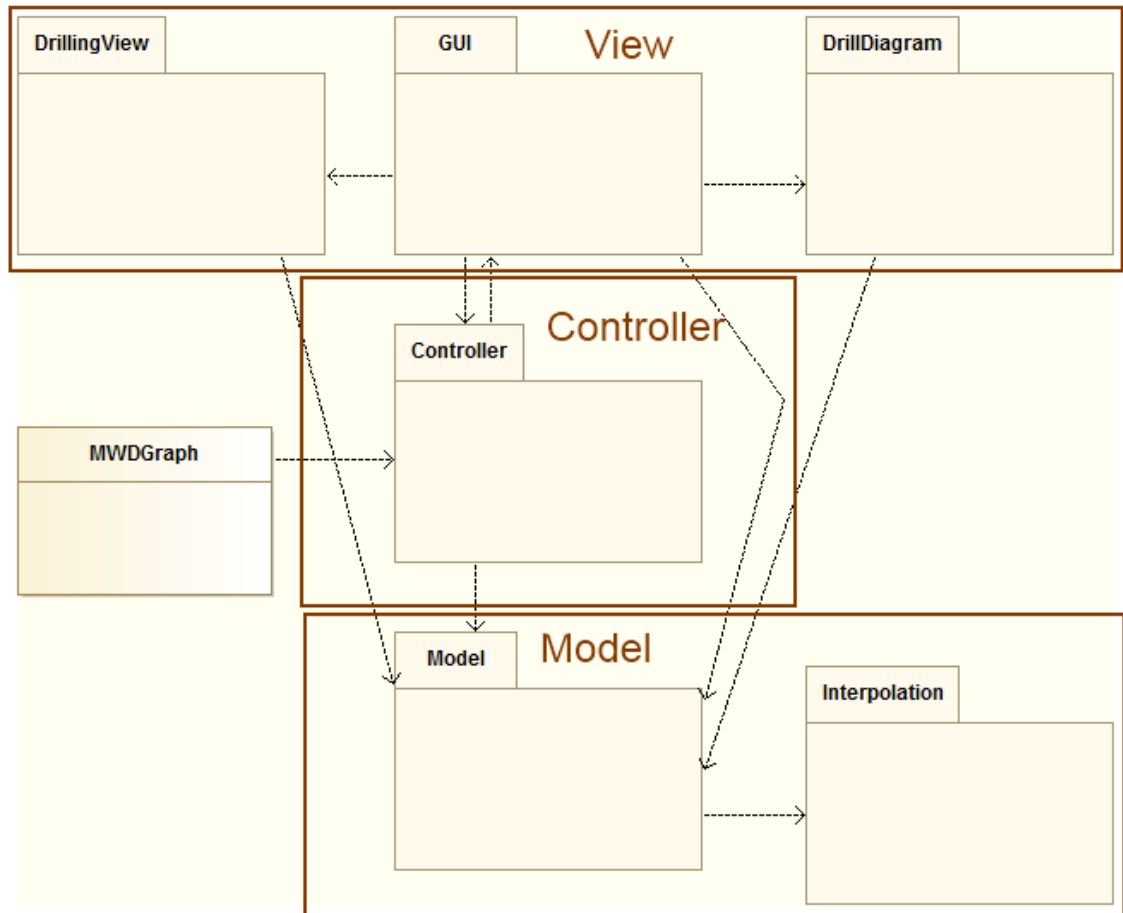 DrillingView
GUI
View
DrillDiagram
Controller
Controller
MWDGraph
Model
Model
Interpolation